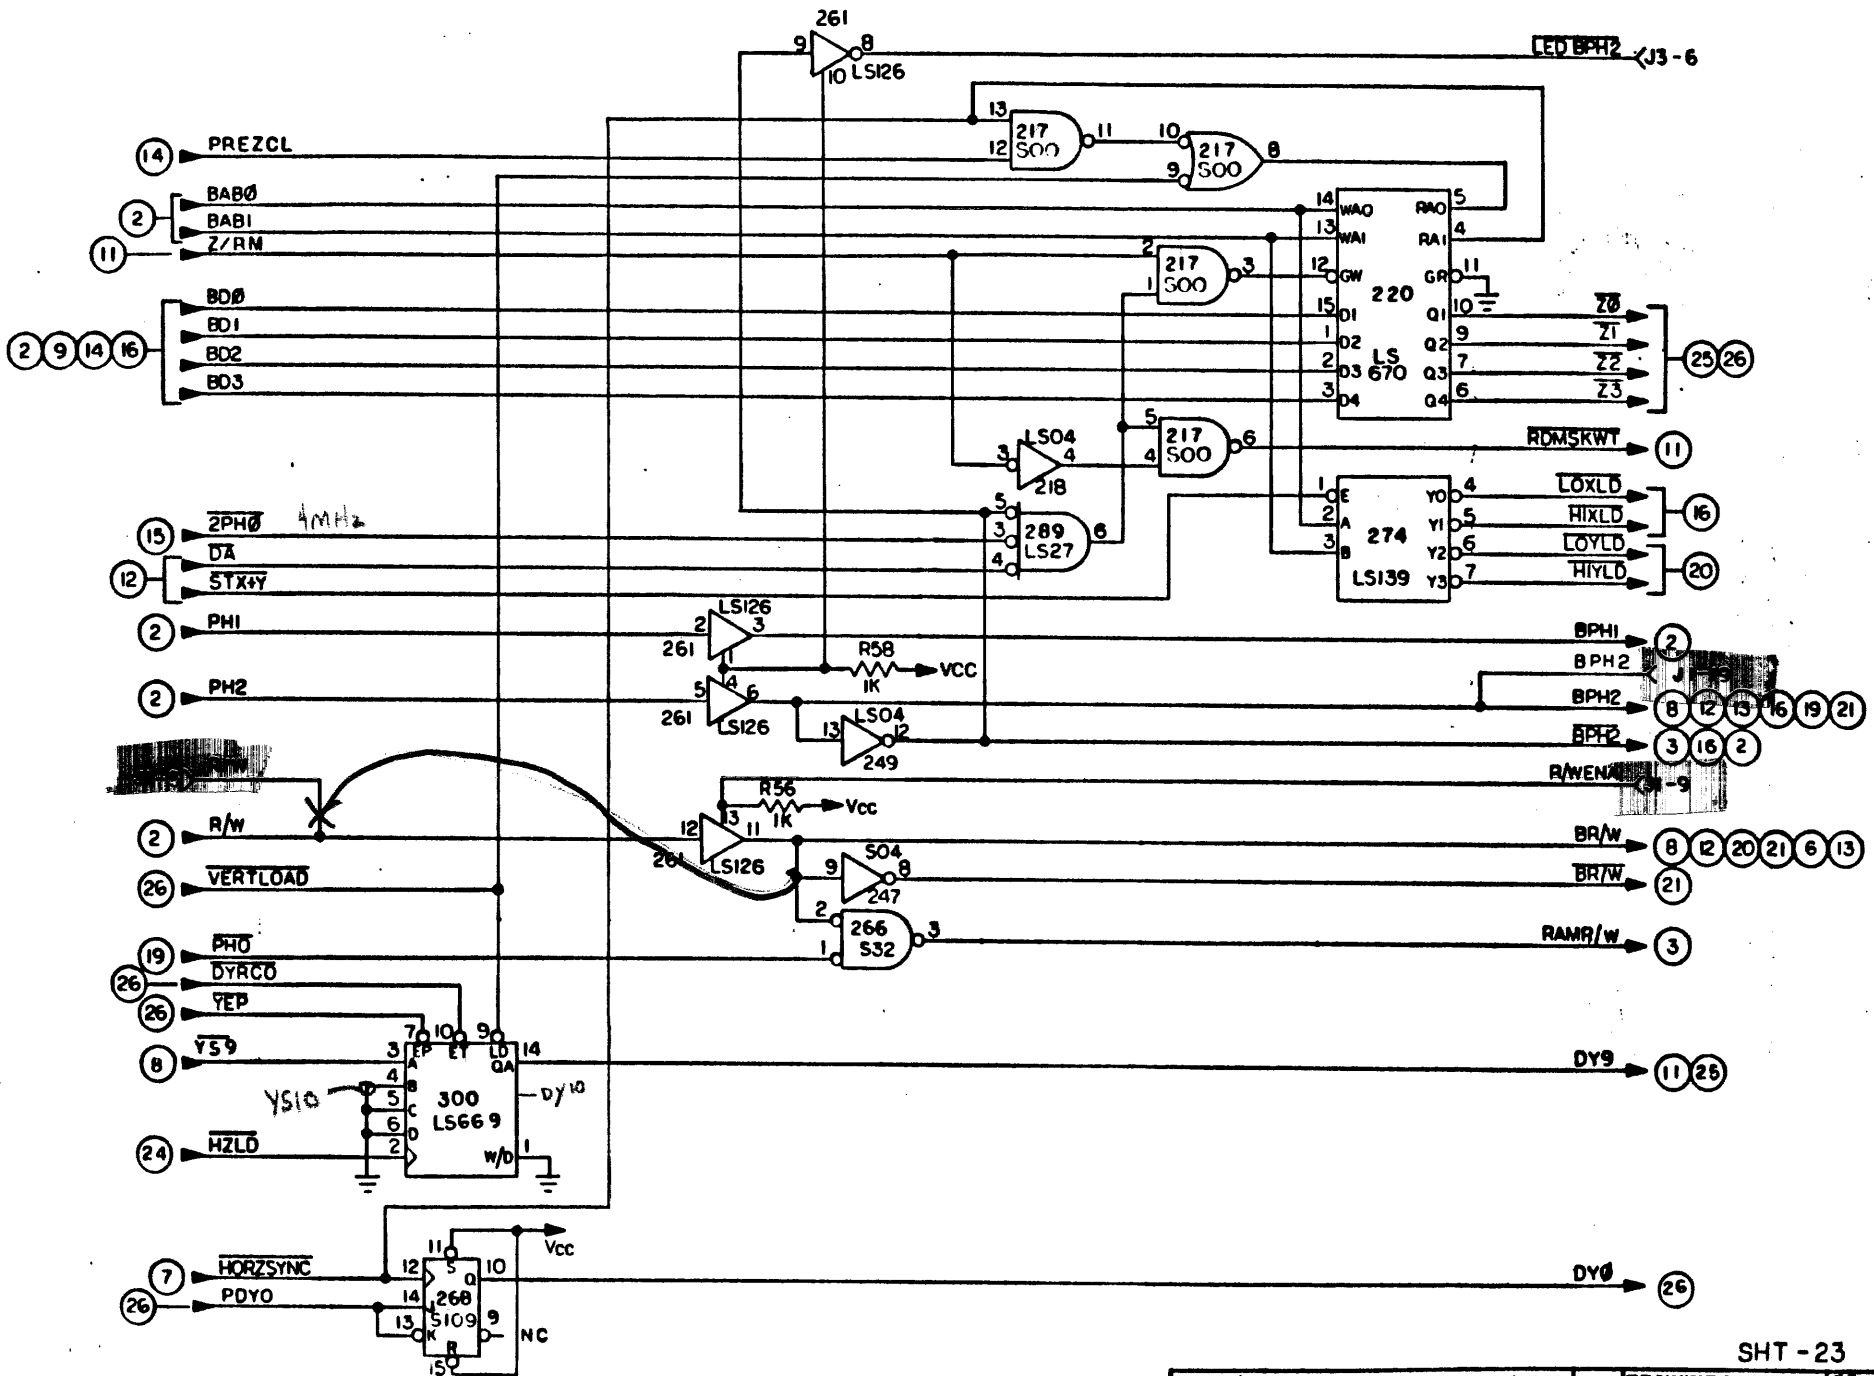 261
9 8
10 LS126
LED BPH2
J3-6
13
217
S00
12
11
10
9
217
S00
8
14 PREZCL
2 BABØ
BAB1
11 Z/RM
2 9 14 16
BDØ
BD1
BD2
BD3
2
1
217
S00
3
14 WA0 RA0 5
13 WA1 RA1 4
12 GW GR 11
220
15 D1 Q1 10
1 D2 Q2 9
2 D3 Q3 7
3 D4 Q4 6
LS
670
ZØ
Z1
Z2
Z3
25 26
5
4
217
S00
6
RDMSKWT
11
LS04
3 4
218
15 2PHØ 4MHz
12 DA
STX+Y
5
3
4
289
LS27
6
1 E Y0 4
2 A Y1 5
3 B Y2 6
Y3 7
274
LS139
LOXLD
HIXLD
16
LOYLD
HIYLD
20
2 PH1
LS126
2 3
261
1
R58
1K
VCC
BPH1
2
BPH2
2 PH2
5 4 6
261
LS126
BPH2
8 12 13 16 19 21
LS04
13 12
249
BPH2
3 16 2
R/WENA
-9
R56
1K
Vcc
2 R/W
12 13 11
261
LS126
BR/W
8 12 20 21 6 13
S04
9 8
247
BR/W
21
26 VERTLOAD
2
1
266
S32
3
RAMR/W
3
19 PHO
26 DYRCO
26 YEP
8 YS9
7 10 9
EP ET LD
3 A QA 14
4 B
5 C
6 D
2
300
LS669
W/D 1
YS10
DY10
DY9
11 25
24 HZLD
Vcc
7 HORZSYNC
26 PDYO
11
S
12 Q 10
14 J
268
S109
13 K 9
NC
R
15
DYØ
26
SHT-23